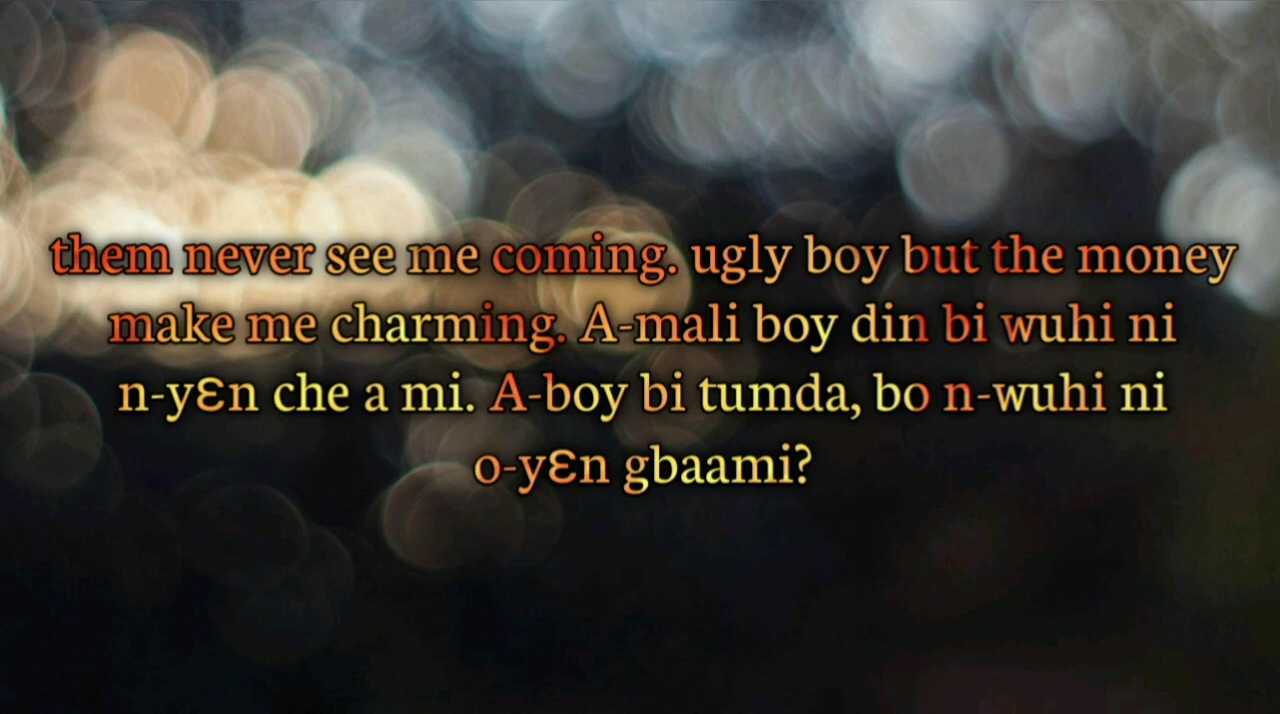 them never see me coming. ugly boy but the money
make me charming. A-mali boy din bi wuhi ni
n-yɛn che a mi. A-boy bi tumda, bo n-wuhi ni
o-yɛn gbaami?